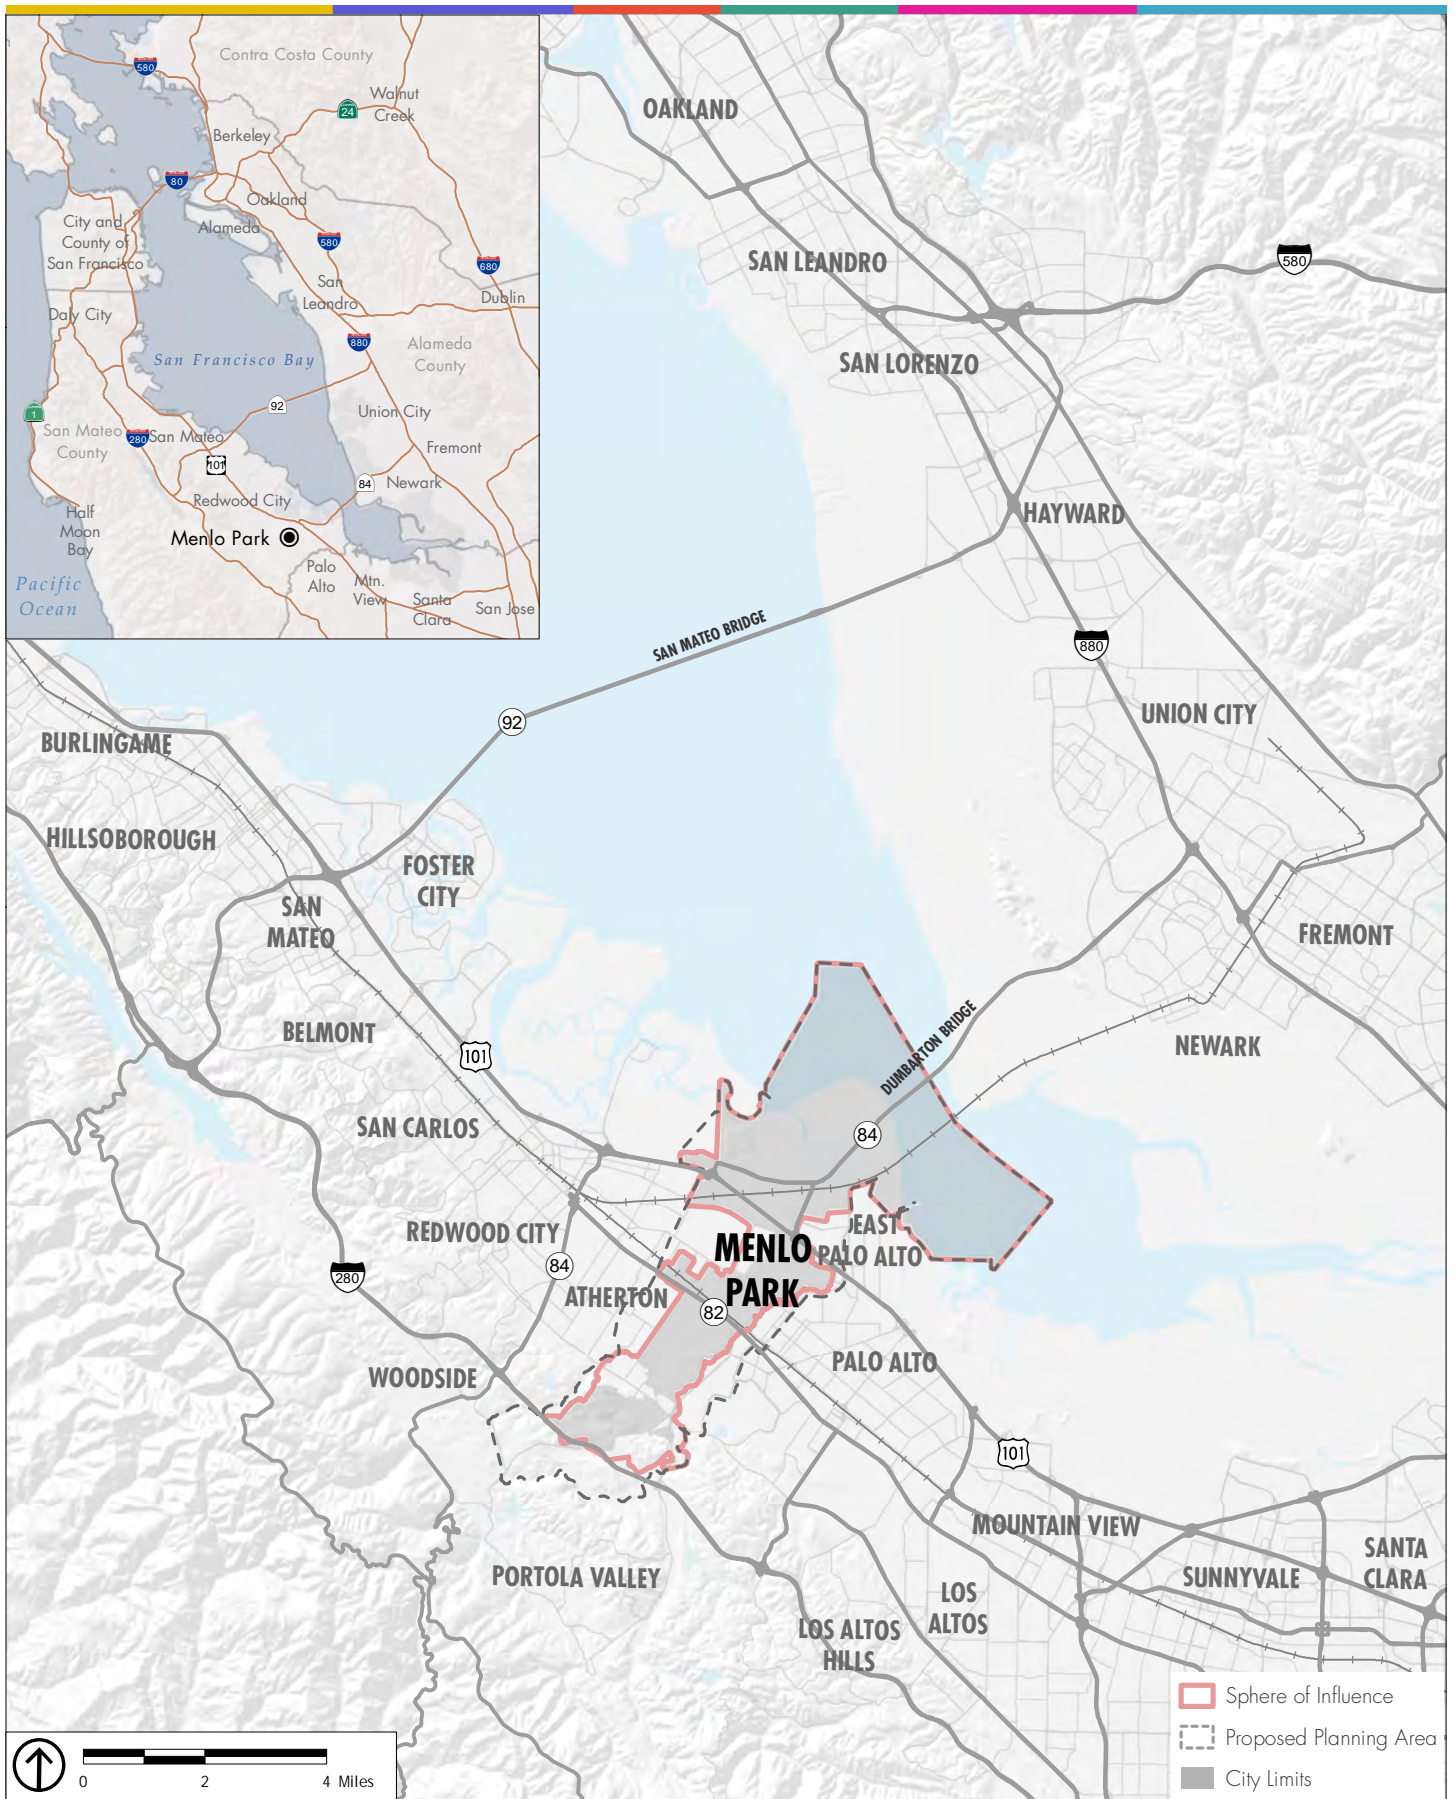 Contra Costa County
580
24
Walnut
Creek
Berkeley
80
Oakland
City and
County of
San Francisco
Alameda
580
680
San
Leandro
Dublin
Daly City
880
San Francisco Bay
Alameda
County
92
Union City
1
San Mateo
County
280
San Mateo
101
Fremont
84
Newark
Redwood City
Half
Moon
Bay
Menlo Park
Palo
Alto
Mtn.
View
Pacific
Ocean
Santa
Clara
San Jose
OAKLAND
SAN LEANDRO
580
SAN LORENZO
HAYWARD
SAN MATEO BRIDGE
880
92
UNION CITY
BURLINGAME
HILLSOBOROUGH
FOSTER
CITY
SAN
MATEO
FREMONT
BELMONT
DUMBARTON BRIDGE
NEWARK
101
SAN CARLOS
84
REDWOOD CITY
EAST
PALO ALTO
MENLO
PARK
84
280
ATHERTON
82
PALO ALTO
WOODSIDE
101
MOUNTAIN VIEW
PORTOLA VALLEY
SUNNYVALE
SANTA
CLARA
LOS
ALTOS
LOS ALTOS
HILLS
Sphere of Influence
Proposed Planning Area
City Limits
0 2 4 Miles